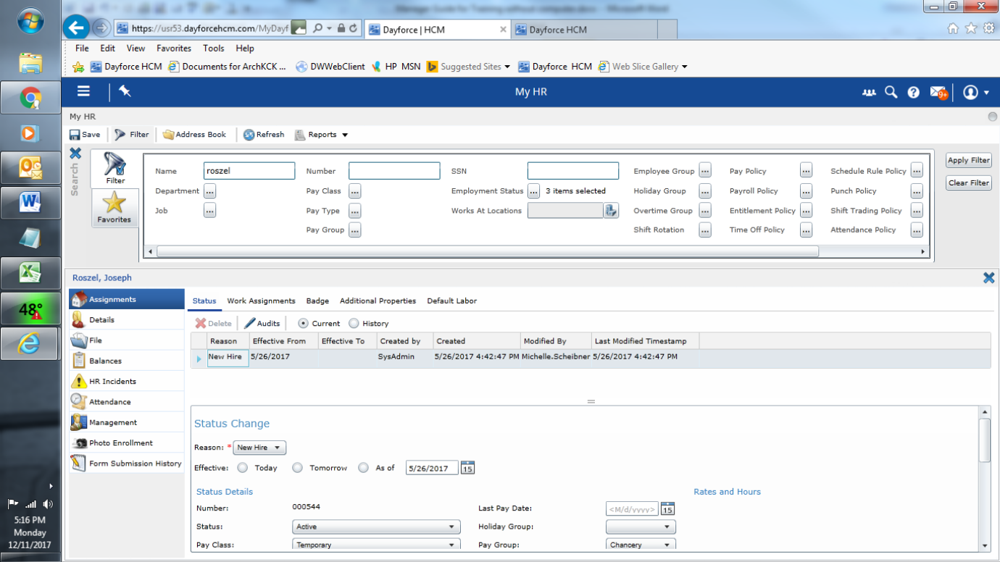 Manager Guide for Training without computer.docx - Microsoft Word
https://usr53.dayforcehcm.com/MyDayf
Dayforce | HCM
Dayforce HCM
File Edit View Favorites Tools Help
Dayforce HCM Documents for ArchKCK ... DWWebClient HP MSN Suggested Sites Dayforce HCM Web Slice Gallery
My HR
9+
My HR
Save Filter Address Book Refresh Reports
Search
Filter
Favorites
Name roszel Number SSN Employee Group ... Pay Policy ... Schedule Rule Policy ...
Department ... Pay Class ... Employment Status ... 3 items selected Holiday Group ... Payroll Policy ... Punch Policy ...
Job ... Pay Type ... Works At Locations Overtime Group ... Entitlement Policy ... Shift Trading Policy ...
Pay Group ... Shift Rotation ... Time Off Policy ... Attendance Policy ...
Apply Filter
Clear Filter
Roszel, Joseph
Assignments
Details
File
Balances
HR Incidents
Attendance
Management
Photo Enrollment
Form Submission History
Status Work Assignments Badge Additional Properties Default Labor
Delete Audits Current History
Reason Effective From Effective To Created by Created Modified By Last Modified Timestamp
New Hire 5/26/2017 SysAdmin 5/26/2017 4:42:47 PM Michelle.Scheibner 5/26/2017 4:42:47 PM
Status Change
Reason: * New Hire
Effective: Today Tomorrow As of 5/26/2017 15
Status Details Rates and Hours
Number: 000544 Last Pay Date: <M/d/yyyy> 15
Status: Active Holiday Group:
Pay Class: Temporary Pay Group: Chancery
48°
5:16 PM
Monday
12/11/2017